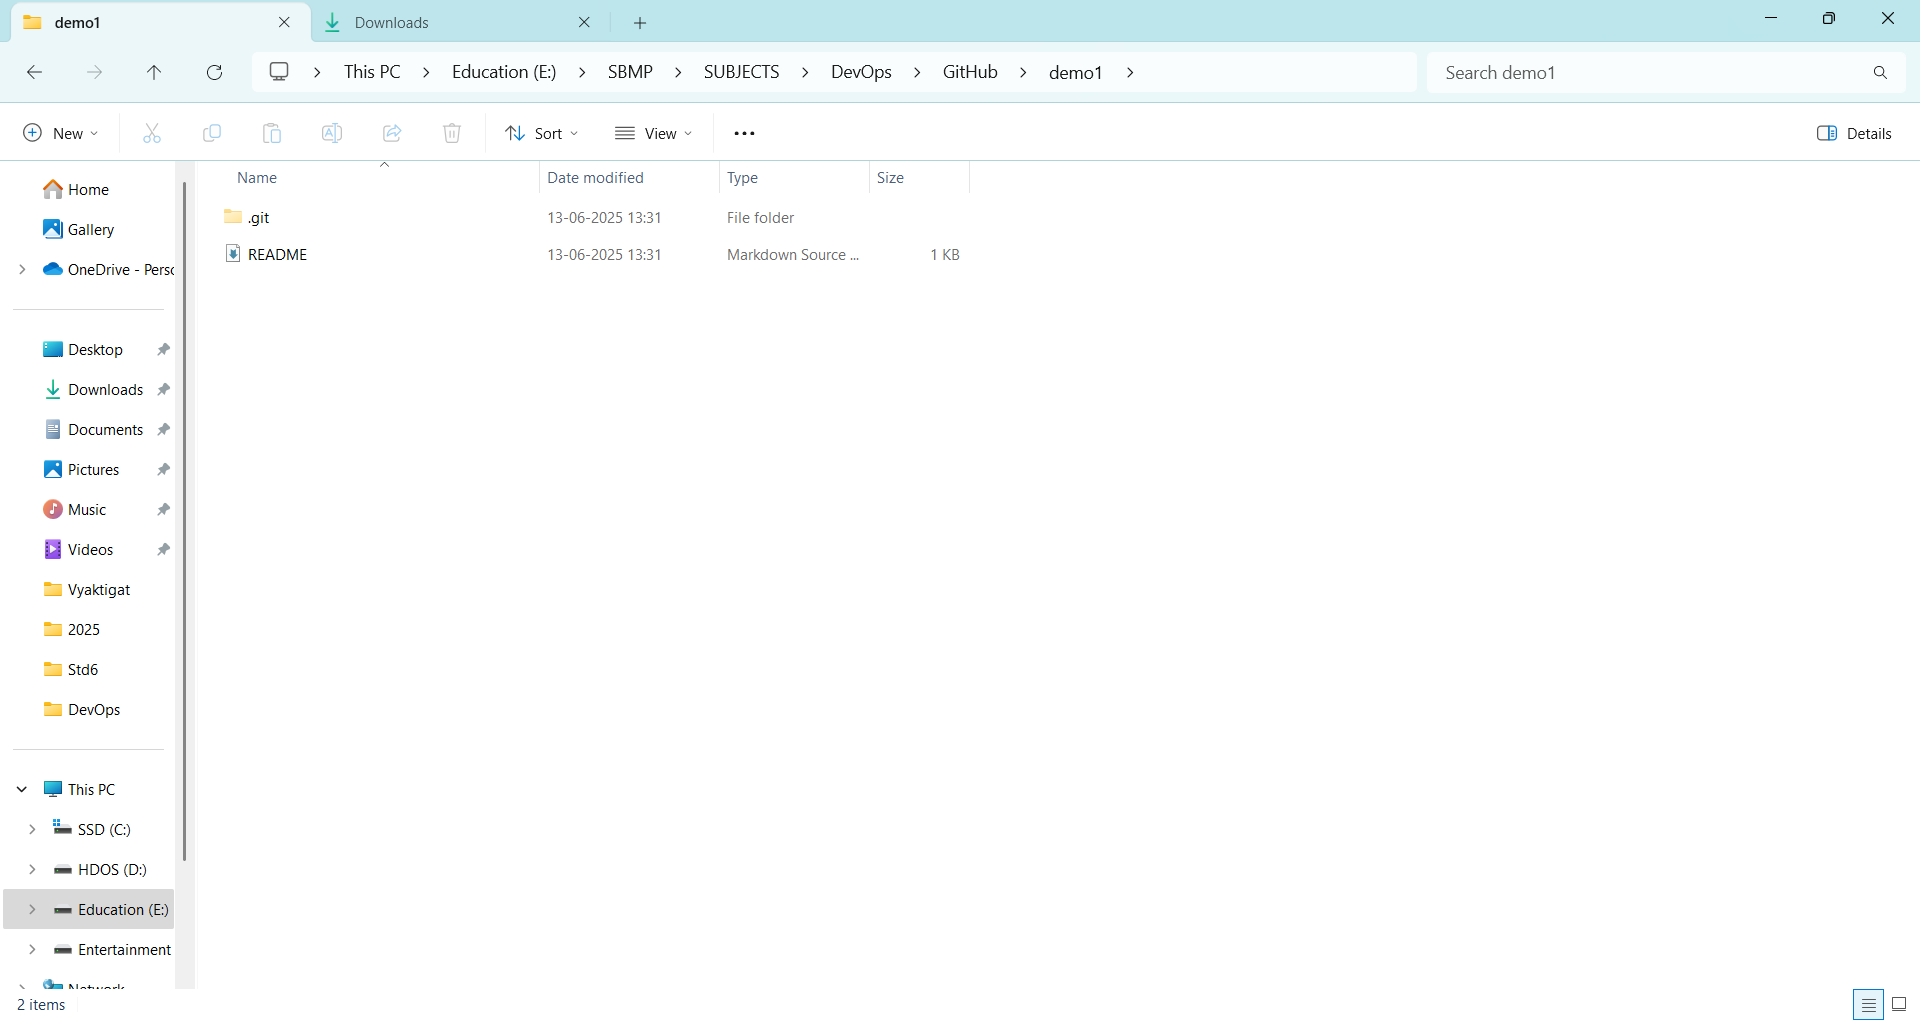 demo1
Downloads
This PC > Education (E:) > SBMP > SUBJECTS > DevOps > GitHub > demo1 >
Search demo1
New
Sort
View
Details
Name Date modified Type Size
.git 13-06-2025 13:31 File folder
README 13-06-2025 13:31 Markdown Source ... 1 KB
Home
Gallery
OneDrive - Perso
Desktop
Downloads
Documents
Pictures
Music
Videos
Vyaktigat
2025
Std6
DevOps
This PC
SSD (C:)
HDOS (D:)
Education (E:)
Entertainment
Network
2 items